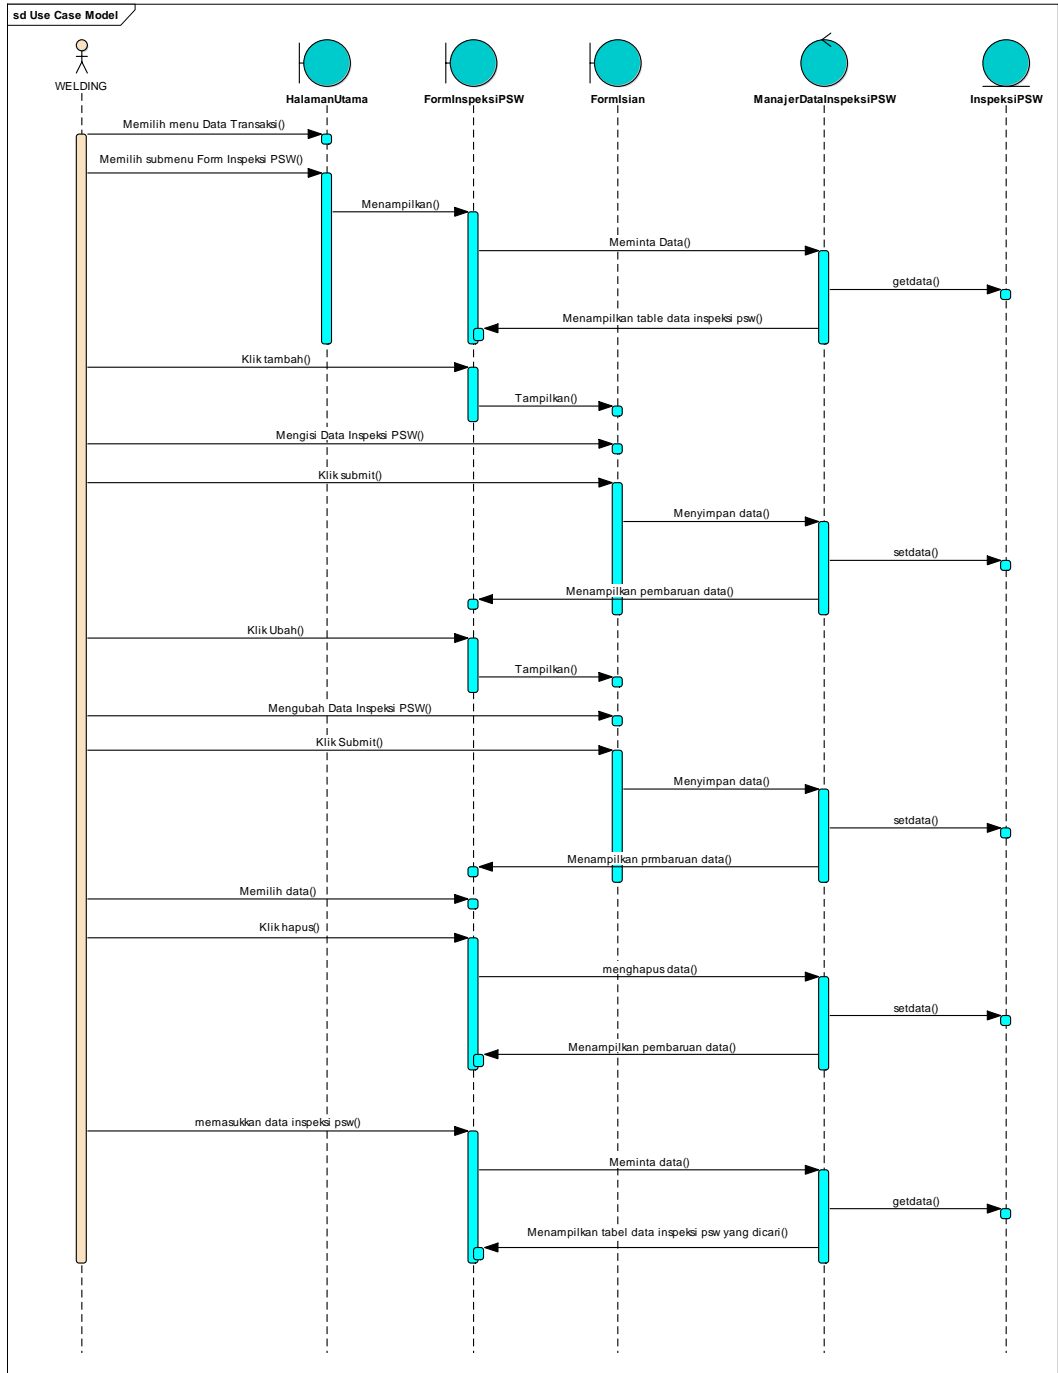 sd Use Case Model
WELDING
HalamanUtama
FormInspeksiPSW
FormIsian
ManajerDataInspeksiPSW
InspeksiPSW
Memilih menu Data Transaksi()
Memilih submenu Form Inspeksi PSW()
Menampilkan()
Meminta Data()
getdata()
Menampilkan table data inspeksi psw()
Klik tambah()
Tampilkan()
Mengisi Data Inspeksi PSW()
Klik submit()
Menyimpan data()
setdata()
Menampilkan pembaruan data()
Klik Ubah()
Tampilkan()
Mengubah Data Inspeksi PSW()
Klik Submit()
Menyimpan data()
setdata()
Menampilkan prmbaruan data()
Memilih data()
Klik hapus()
menghapus data()
setdata()
Menampilkan pembaruan data()
memasukkan data inspeksi psw()
Meminta data()
getdata()
Menampilkan tabel data inspeksi psw yang dicari()